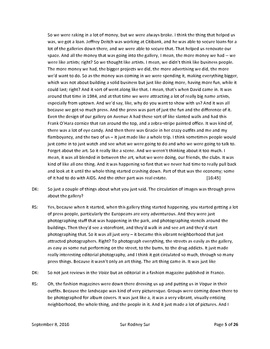 So we were raking in a lot of money, but we were always broke. I think the thing that helped us
was, we got a loan. Jeffrey Deitch was working at Citibank, and he was able to secure loans for a
lot of the galleries down there, and we were able to secure that. That helped us renovate our
space. And all the money that was going into the gallery, I mean, the more money we had – we
were like artists; right? So we thought like artists. I mean, we didn't think like business people.
The more money we had, the bigger projects we did, the more advertising we did, the more
we'd want to do. So as the money was coming in we were spending it, making everything bigger,
which was not about building a solid business but just like doing more, having more fun, while it
could last; right? And it sort of went along like that. I mean, that's when David came in. It was
around that time in 1984, and at that time we were attracting a lot of really big name artists,
especially from uptown. And we'd say, like, why do you want to show with us? And it was all
because we got so much press. And the press was part of just the fun and the difference of it.
Even the design of our gallery on Avenue A had these sort of like slanted walls and had this
Frank O'Hara cornice that ran around the top, and a zebra-stripe painted office. It was kind of,
there was a lot of eye candy. And then there was Gracie in her crazy outfits and me and my
flamboyantly, and the two of us – it just made like a whole trip. I think sometimes people would
just come in to just watch and see what we were going to do and who we were going to talk to.
Forget about the art. So it really like a scene. And we weren't thinking about it too much. I
mean, it was all blended in between the art, what we were doing, our friends, the clubs. It was
kind of all one thing. And it was happening so fast that we never had time to really pull back
and look at it until the whole thing started crashing down. Part of that was the economy; some
of it had to do with AIDS. And the other part was real estate. [18:45]
DK: So just a couple of things about what you just said. The circulation of images was through press
about the gallery?
RS: Yes, because when it started, when this gallery thing started happening, you started getting a lot
of press people, particularly the Europeans are very adventurous. And they were just
photographing stuff that was happening in the park, and photographing stencils around the
buildings. Then they'd see a storefront, and they'd walk in and see art and they'd start
photographing that. So it was all just very – it became this vibrant neighborhood that just
attracted photographers. Right? To photograph everything, the streets as easily as the gallery,
as easy as some nut performing on the street, to the bums, to the drug addicts. It just made
really interesting editorial photography, and I think it got circulated so much, through so many
press things. Because it wasn't only an art thing. The art thing came in. It was just like
DK: So not just reviews in the Voice but an editorial in a fashion magazine published in France.
RS: Oh, the fashion magazines were down there dressing us up and putting us in Vogue in their
outfits. Because the landscape was kind of very picturesque. Groups were coming down there to
be photographed for album covers. It was just like a, it was a very vibrant, visually enticing
neighborhood; the whole thing, and the people in it. And it just made a lot of pictures. And I
September 8, 2010 Sur Rodney Sur Page 5 of 26